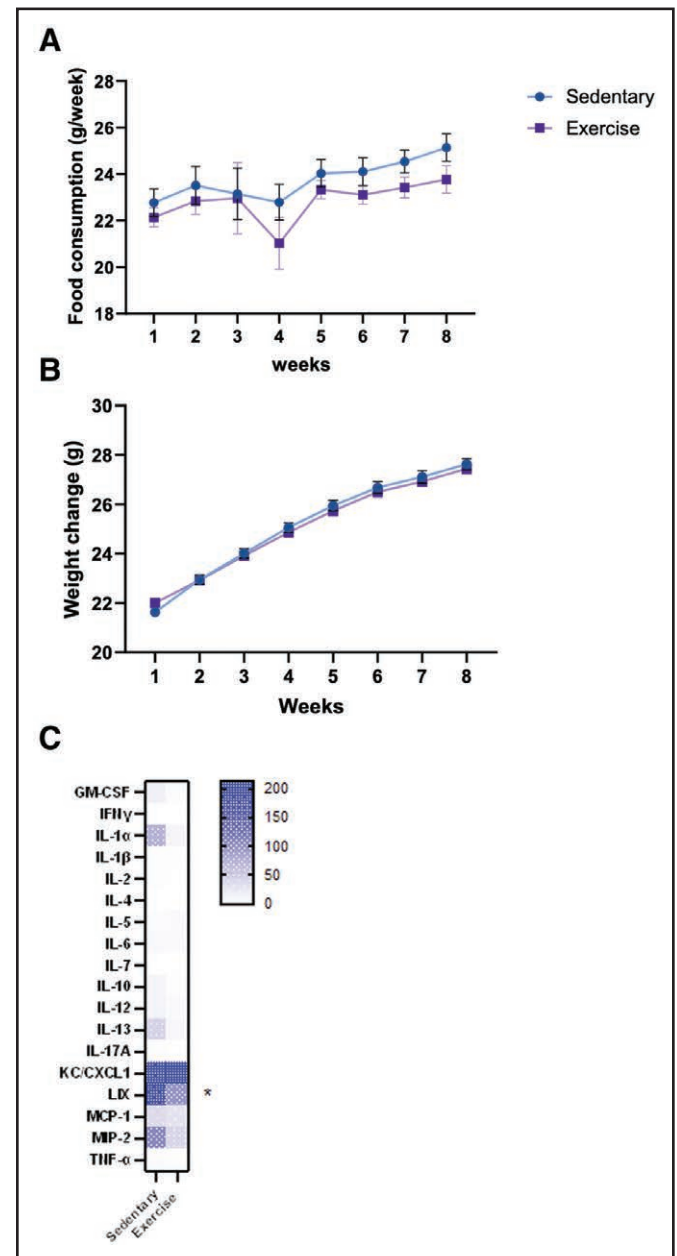 A
Food consumption (g/week)
28
26
24
22
20
18
1 2 3 4 5 6 7 8
weeks
Sedentary
Exercise
B
Weight change (g)
30
28
26
24
22
20
1 2 3 4 5 6 7 8
Weeks
C
GM-CSF
IFNγ
IL-1α
IL-1β
IL-2
IL-4
IL-5
IL-6
IL-7
IL-10
IL-12
IL-13
IL-17A
KC/CXCL1
LIX *
MCP-1
MIP-2
TNF-α
Sedentary
Exercise
200
150
100
50
0